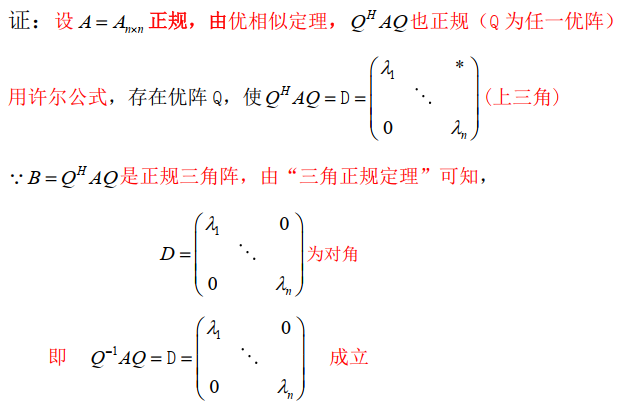 证：设 $A = A_{n\times n}$ 正规，由优相似定理，$Q^H AQ$ 也正规（Q 为任一优阵）
用许尔公式，存在优阵 Q，使 $Q^H AQ = \mathrm{D} = \begin{pmatrix} \lambda_1 & & * \\ & \ddots & \\ 0 & & \lambda_n \end{pmatrix}$ (上三角)
$\because B = Q^H AQ$ 是正规三角阵，由“三角正规定理”可知，
$D = \begin{pmatrix} \lambda_1 & & 0 \\ & \ddots & \\ 0 & & \lambda_n \end{pmatrix}$ 为对角
即 $Q^{-1} AQ = \mathrm{D} = \begin{pmatrix} \lambda_1 & & 0 \\ & \ddots & \\ 0 & & \lambda_n \end{pmatrix}$ 成立